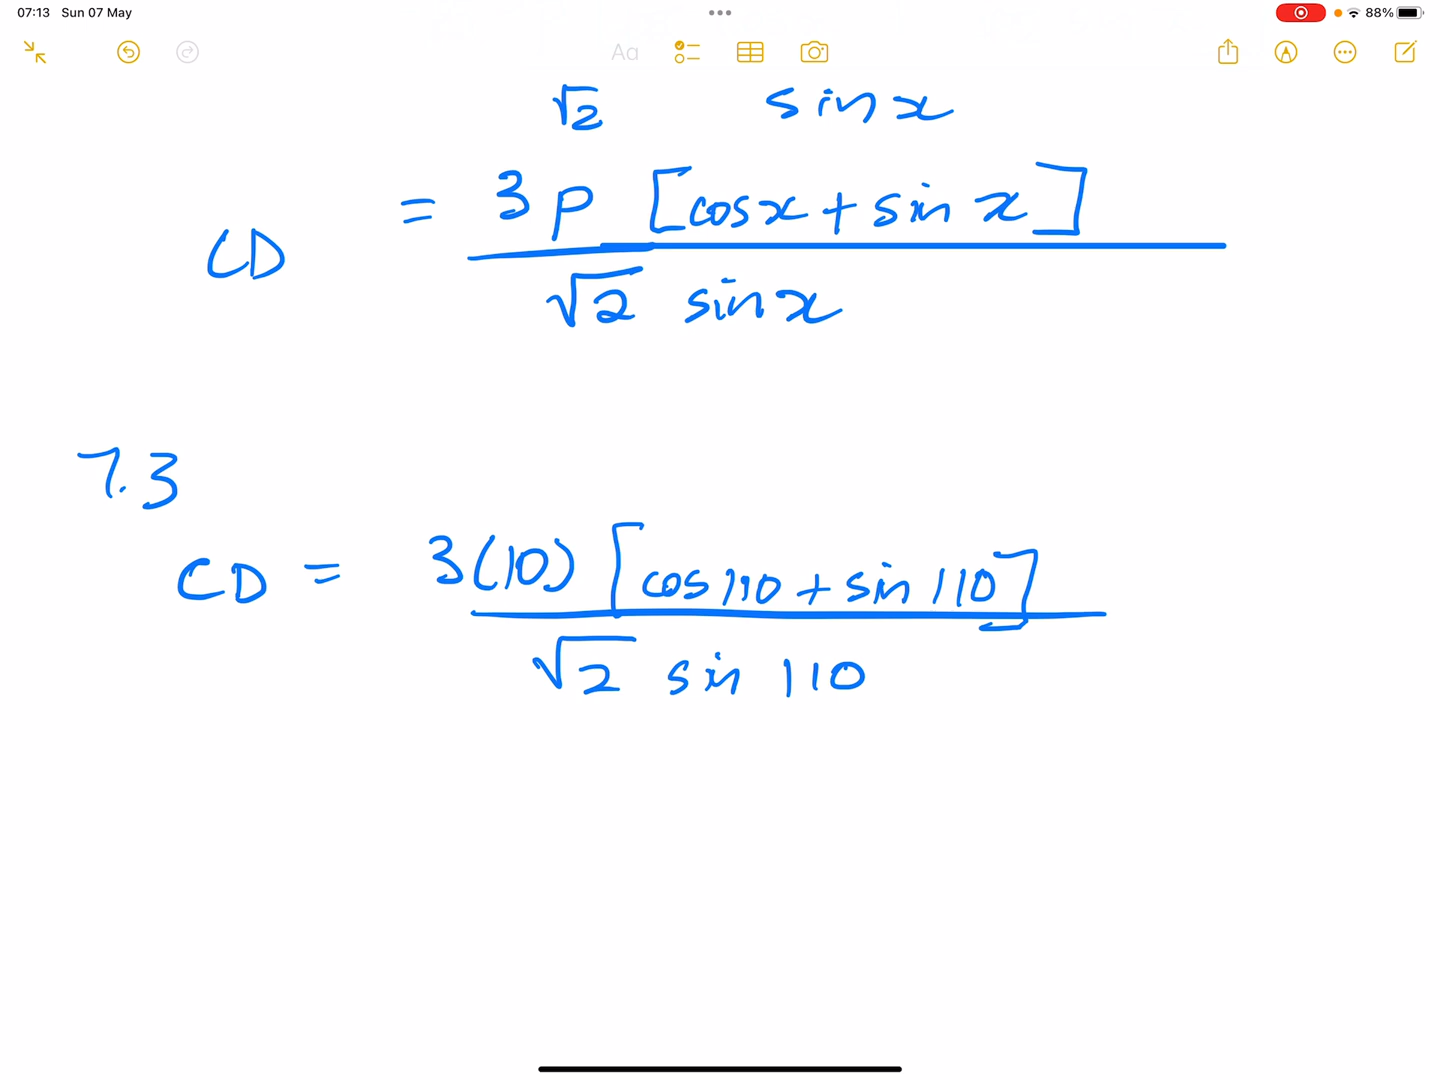 07:13 Sun 07 May 88%
Aa
√2 sin x
= 3p [cos x + sin x]
CD
√2 sin x
7.3
CD = 3(10) [cos 110 + sin 110]
√2 sin 110